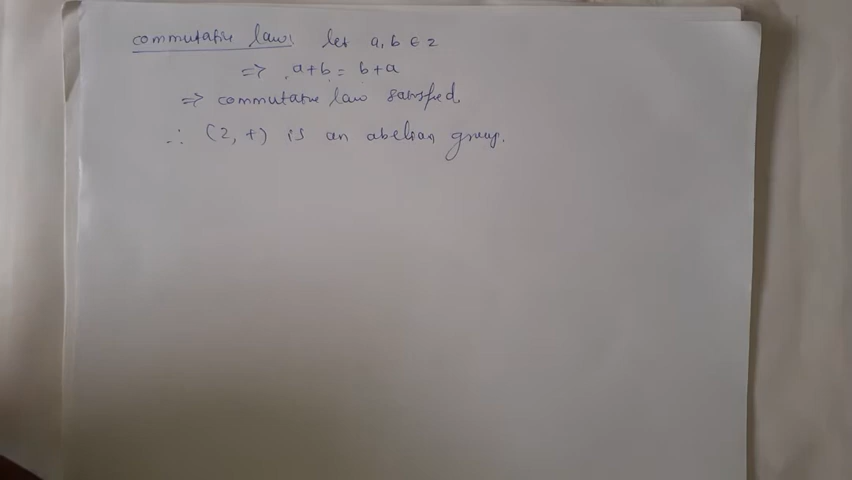 commutative law: let a, b ∈ z
⇒ a+b = b+a
⇒ commutative law satisfied.
∴ (Z, +) is an abelian group.